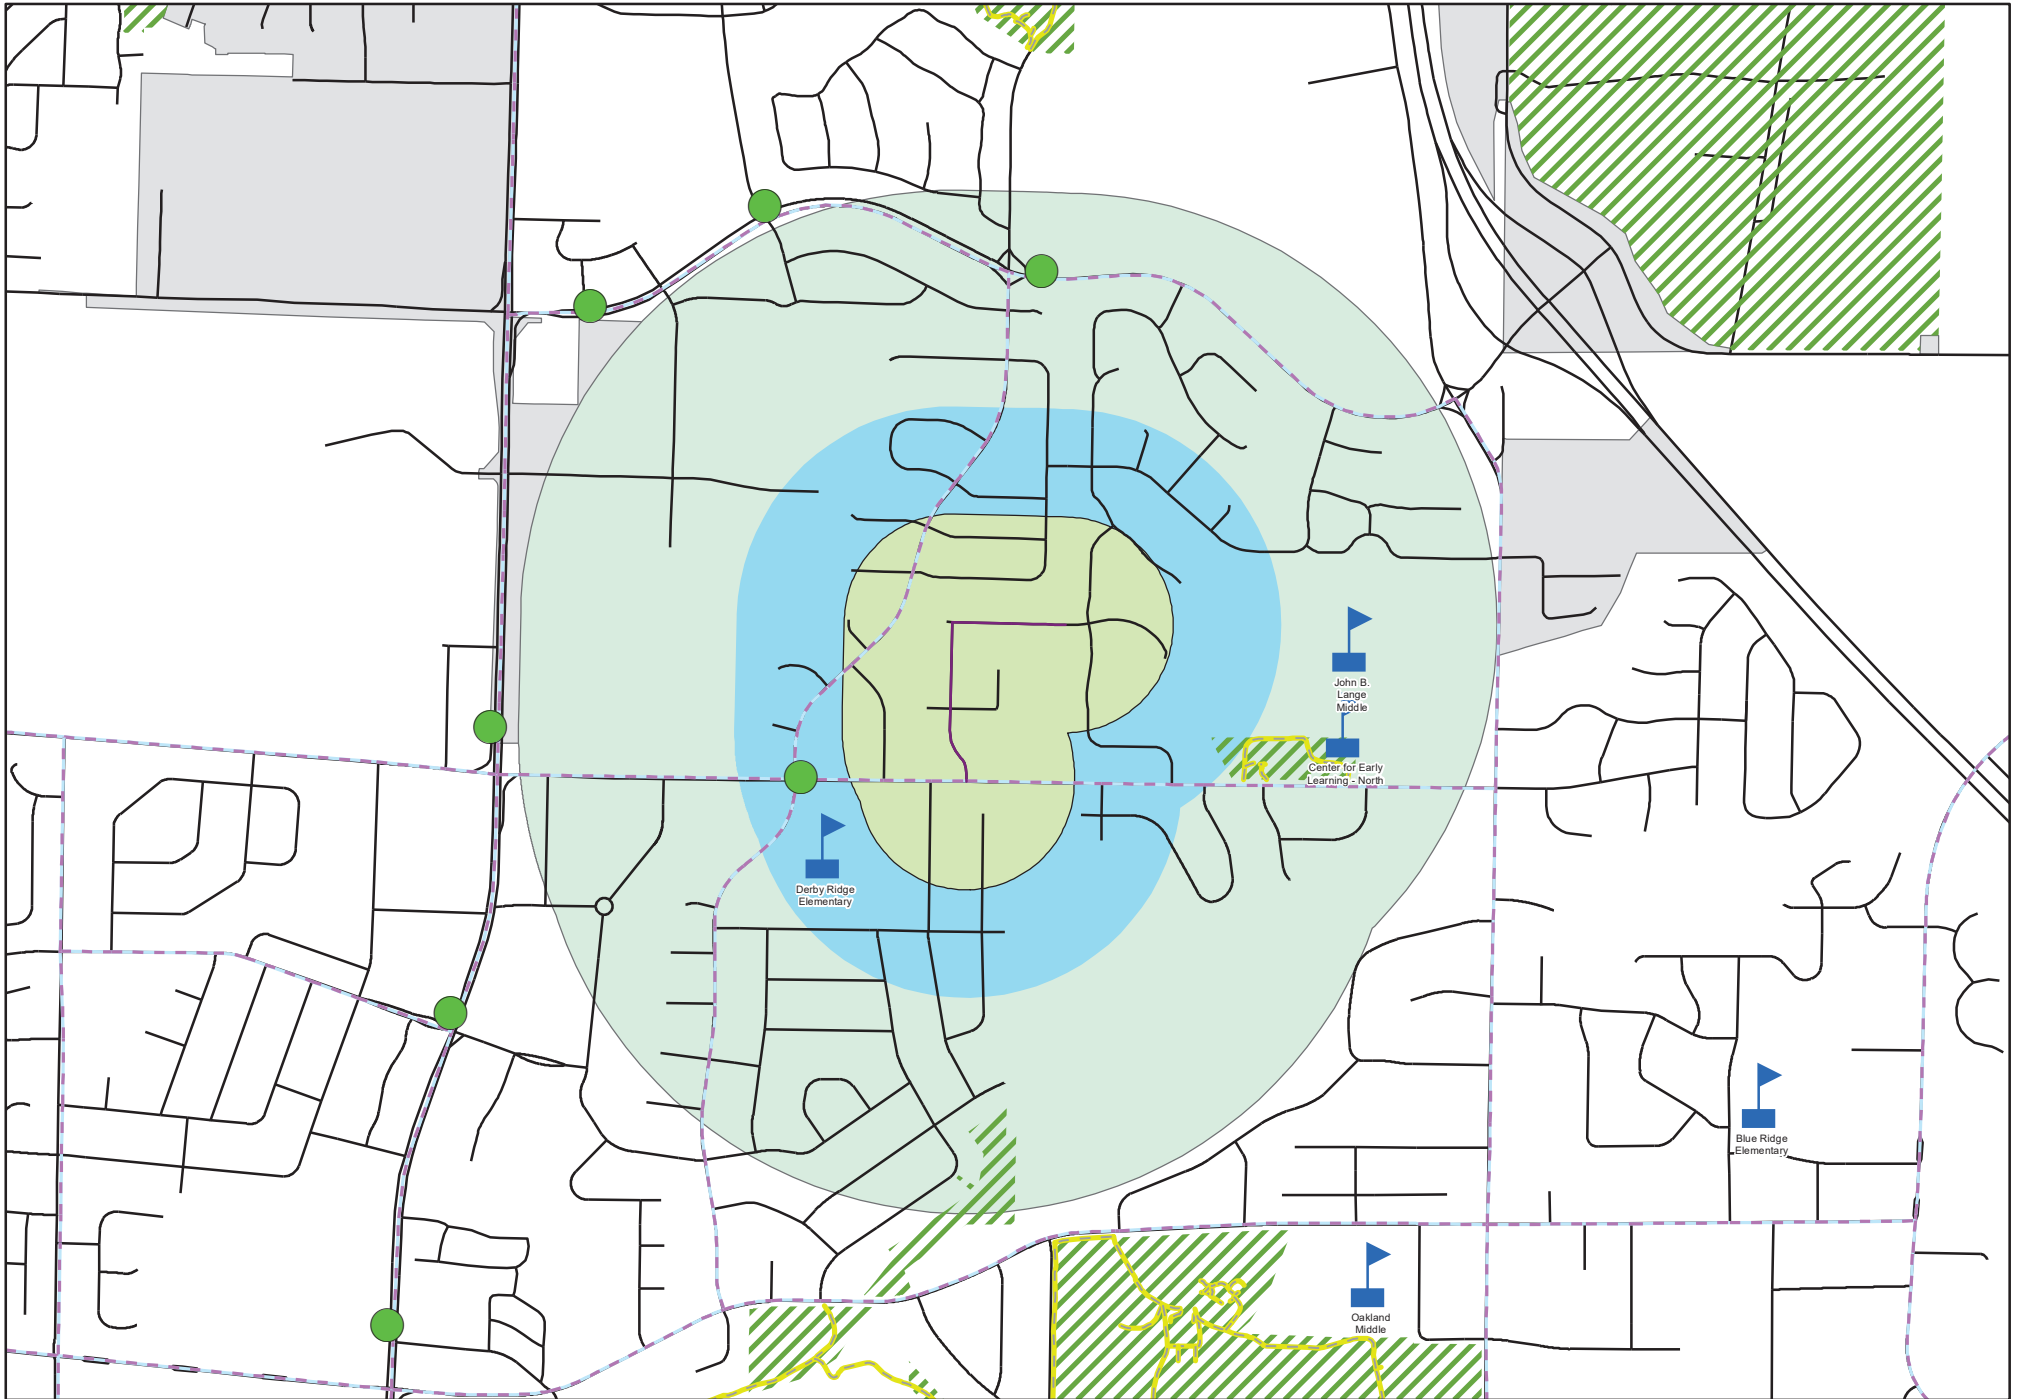 John B.
Lange
Middle
Center for Early
Learning - North
Derby Ridge
Elementary
Blue Ridge
Elementary
Oakland
Middle